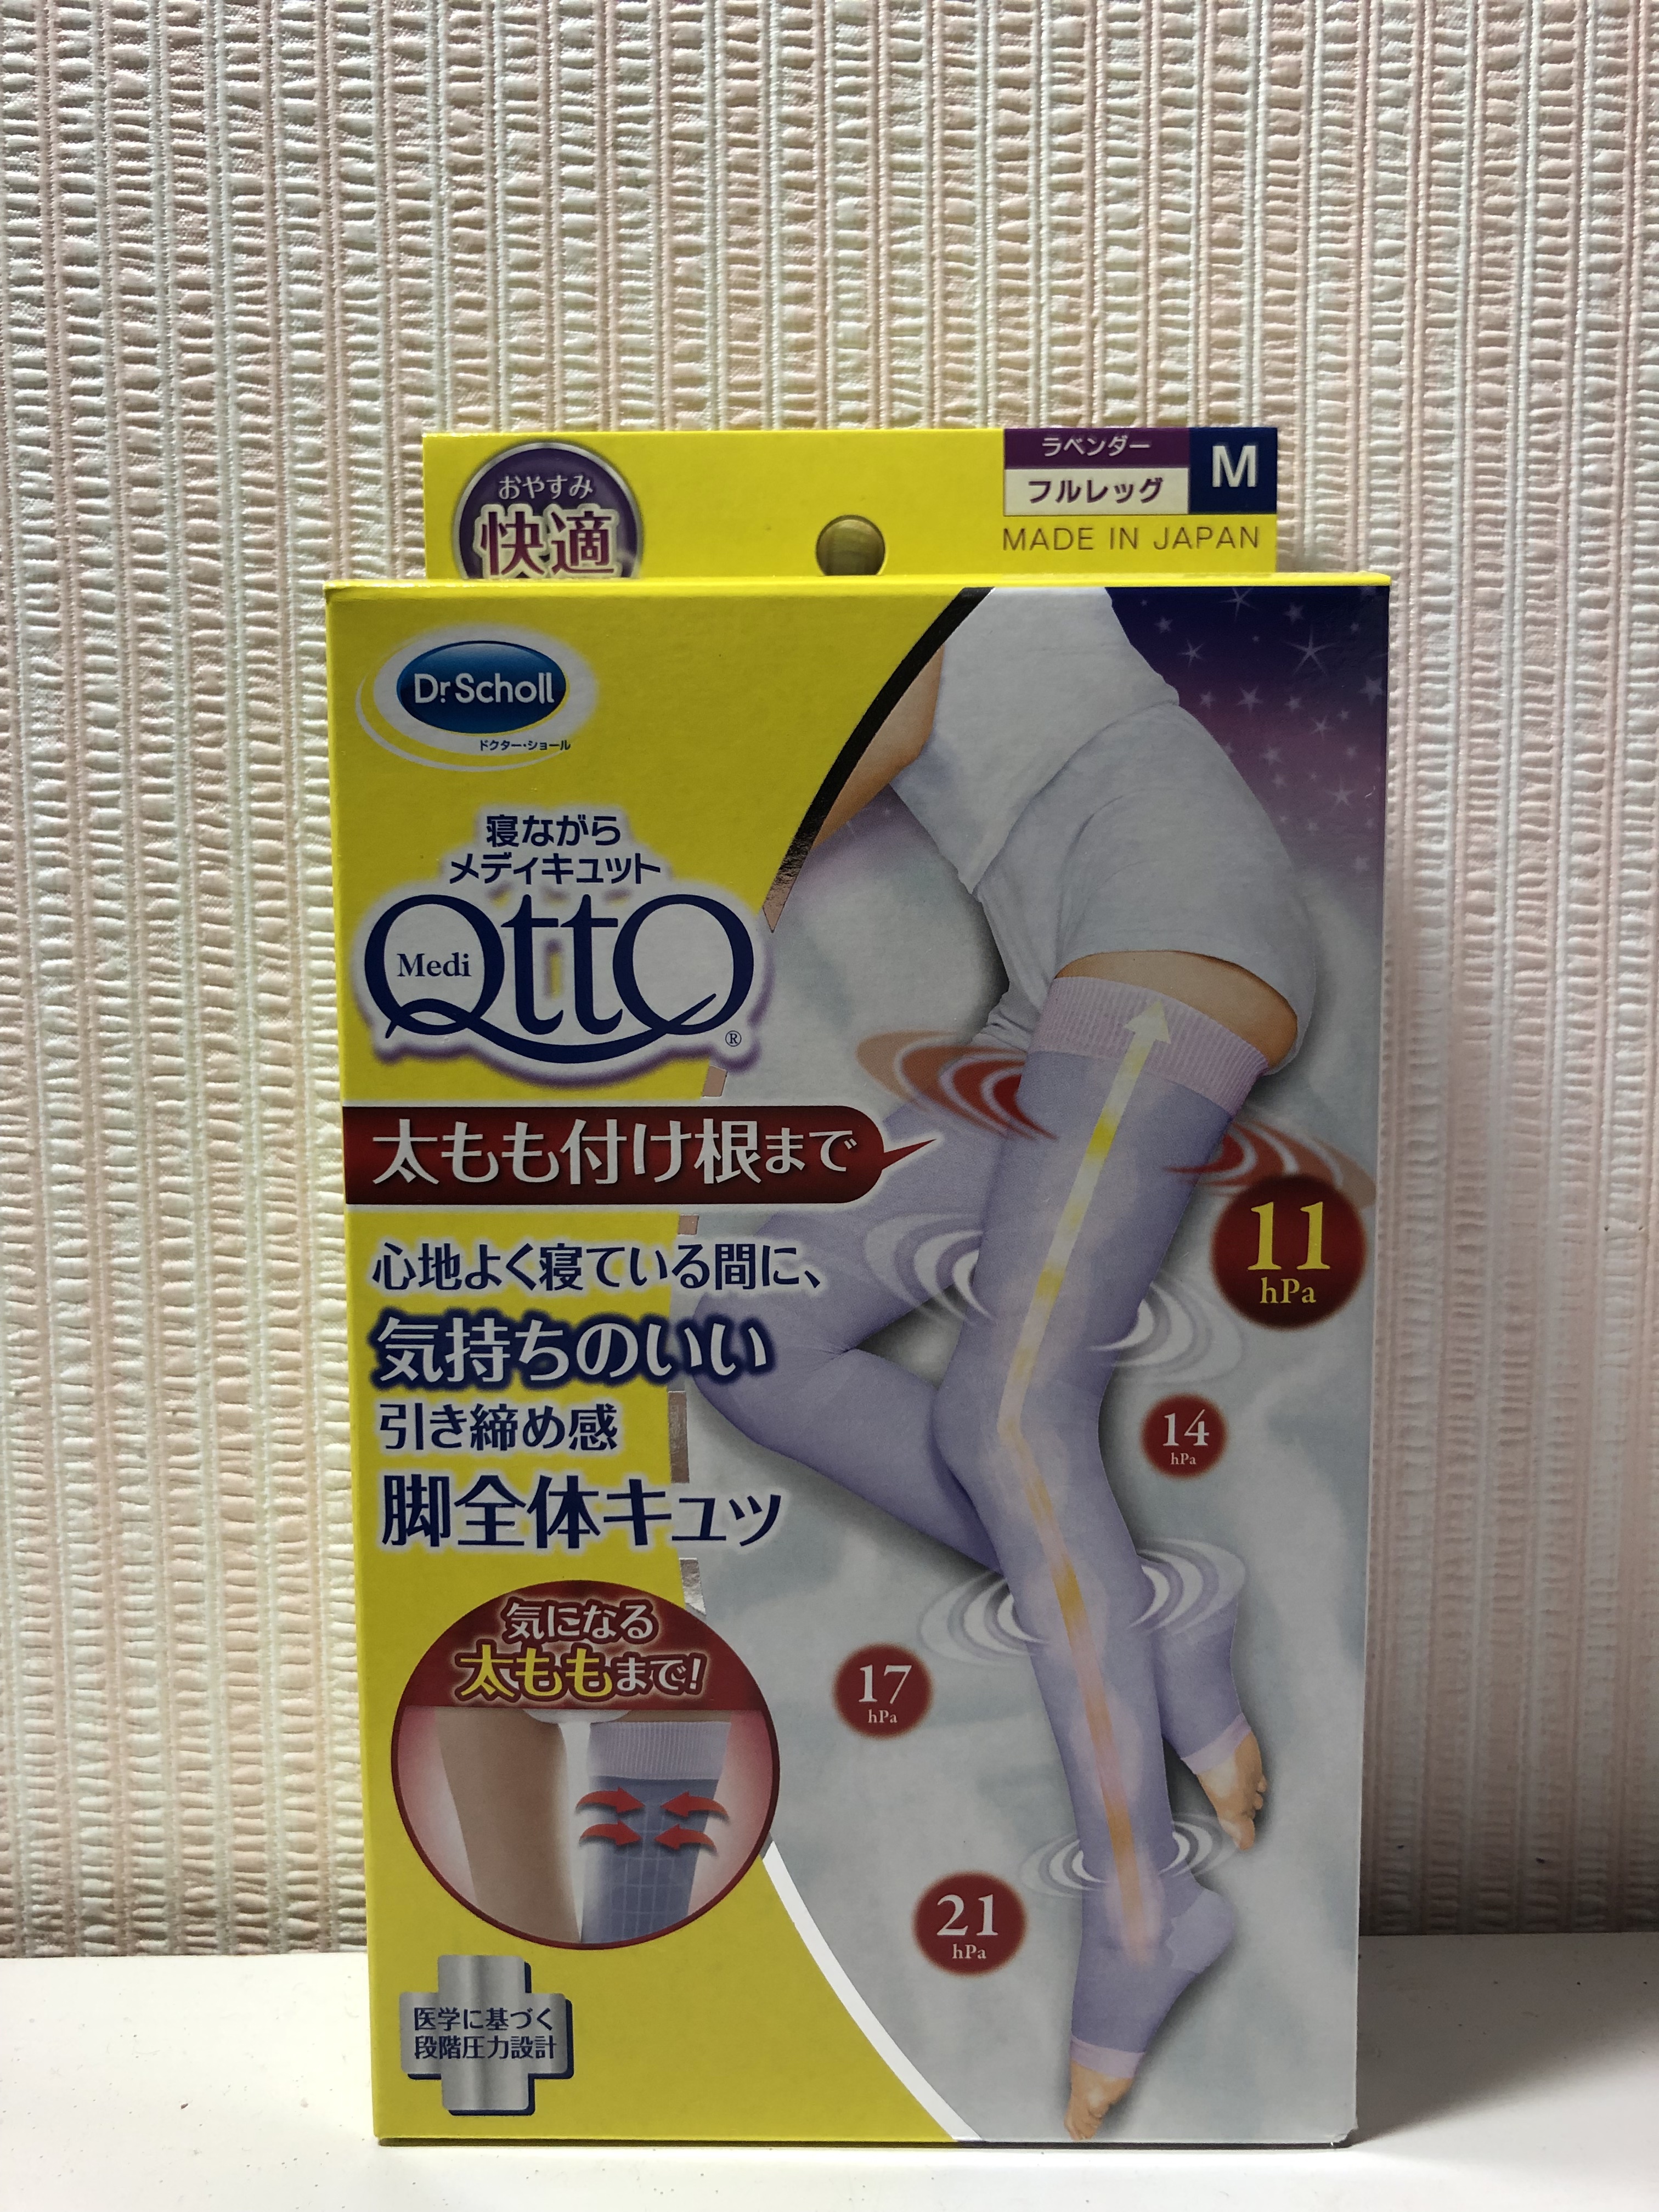 おやすみ
快適
ラベンダー
フルレッグ
M
MADE IN JAPAN
Dr.Scholl
ドクター・ショール
寝ながら
メディキュット
Medi QttO®
太もも付け根まで
心地よく寝ている間に、
気持ちのいい
引き締め感
脚全体キュッ
11
hPa
14
hPa
17
hPa
21
hPa
気になる
太ももまで!
医学に基づく
段階圧力設計